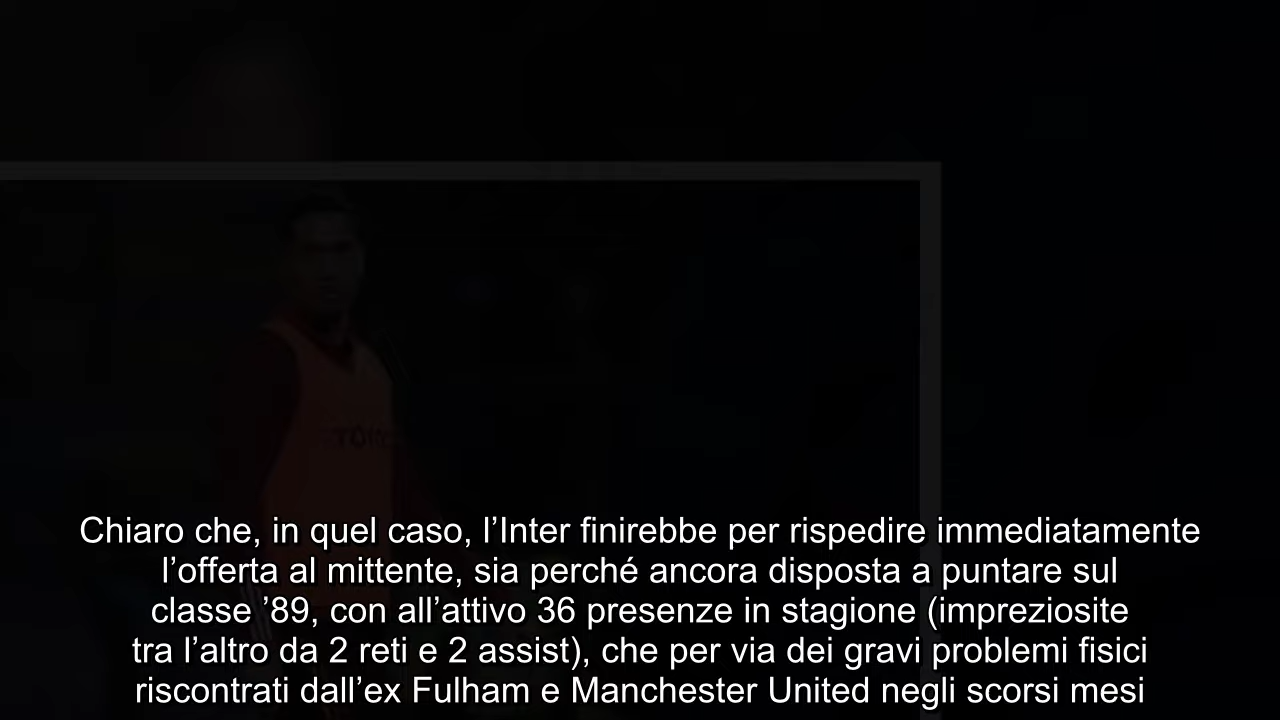 Chiaro che, in quel caso, l’Inter finirebbe per rispedire immediatamente
l’offerta al mittente, sia perché ancora disposta a puntare sul
classe ’89, con all’attivo 36 presenze in stagione (impreziosite
tra l’altro da 2 reti e 2 assist), che per via dei gravi problemi fisici
riscontrati dall’ex Fulham e Manchester United negli scorsi mesi